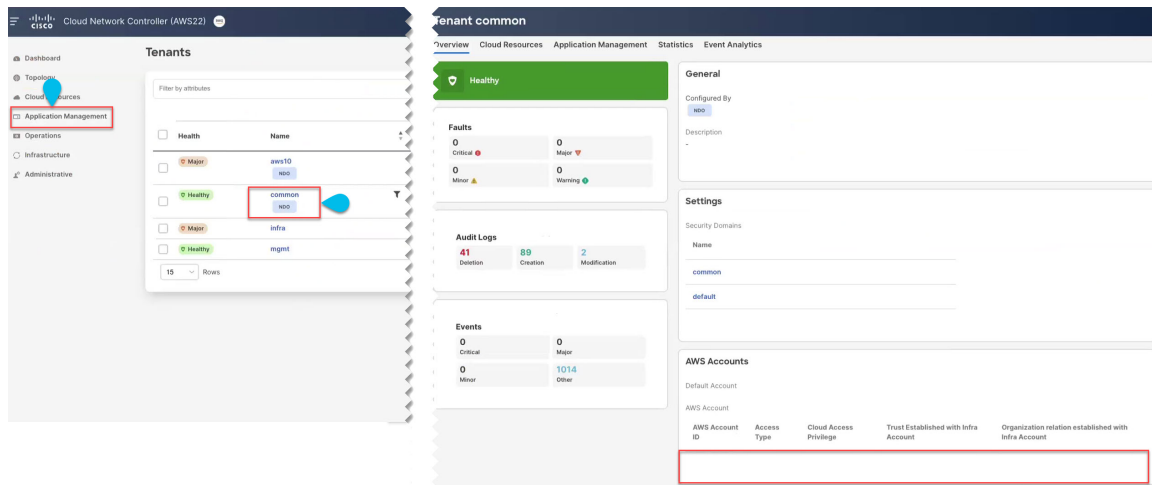 CISCO
Cloud Network Controller (AWS22)
aws
Dashboard
Topology
Cloud Resources
Application Management
Operations
Infrastructure
Administrative
Tenants
Filter by attributes
Health Name
Major aws10
NDO
Healthy common
NDO
Major infra
Healthy mgmt
15 Rows
Tenant common
Overview Cloud Resources Application Management Statistics Event Analytics
Healthy
Faults
0 0
Critical Major
0 0
Minor Warning
Audit Logs
41 89 2
Deletion Creation Modification
Events
0 0
Critical Major
0 1014
Minor Other
General
Configured By
NDO
Description
-
Settings
Security Domains
Name
common
default
AWS Accounts
Default Account
AWS Account
AWS Account Access Cloud Access Trust Established with Infra Organization relation established with
ID Type Privilege Account Infra Account